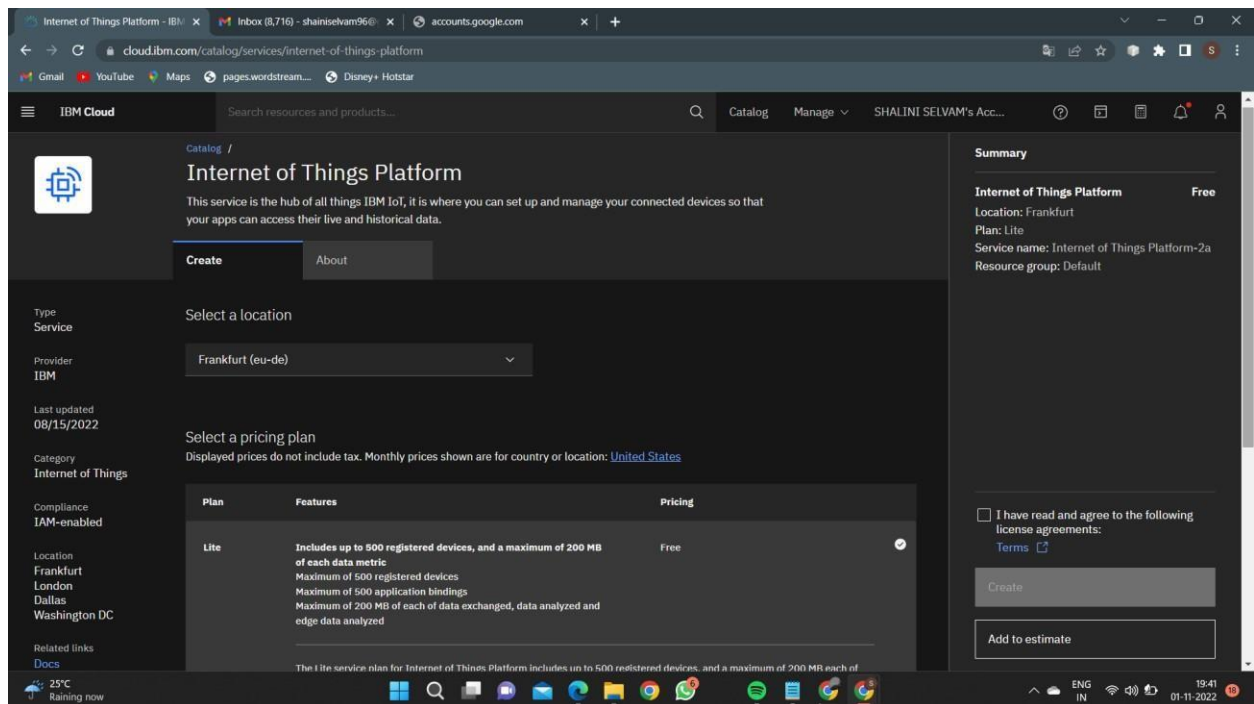 Internet of Things Platform - IBM
Inbox (8,716) - shainiselvam96@
accounts.google.com
cloud.ibm.com/catalog/services/internet-of-things-platform
S
Gmail YouTube Maps pages.wordstream.... Disney+ Hotstar
IBM Cloud
Search resources and products...
Catalog
Manage
SHALINI SELVAM's Acc...
Catalog /
Internet of Things Platform
This service is the hub of all things IBM IoT, it is where you can set up and manage your connected devices so that
your apps can access their live and historical data.
Create
About
Type
Service
Provider
IBM
Last updated
08/15/2022
Category
Internet of Things
Compliance
IAM-enabled
Location
Frankfurt
London
Dallas
Washington DC
Related links
Docs
Select a location
Frankfurt (eu-de)
Select a pricing plan
Displayed prices do not include tax. Monthly prices shown are for country or location: United States
Plan Features Pricing
Lite Includes up to 500 registered devices, and a maximum of 200 MB Free
of each data metric
Maximum of 500 registered devices
Maximum of 500 application bindings
Maximum of 200 MB of each of data exchanged, data analyzed and
edge data analyzed
The Lite service plan for Internet of Things Platform includes up to 500 registered devices, and a maximum of 200 MB each of
Summary
Internet of Things Platform Free
Location: Frankfurt
Plan: Lite
Service name: Internet of Things Platform-2a
Resource group: Default
I have read and agree to the following
license agreements:
Terms
Create
Add to estimate
25°C
Raining now
6
S
ENG
IN
19:41
01-11-2022
18